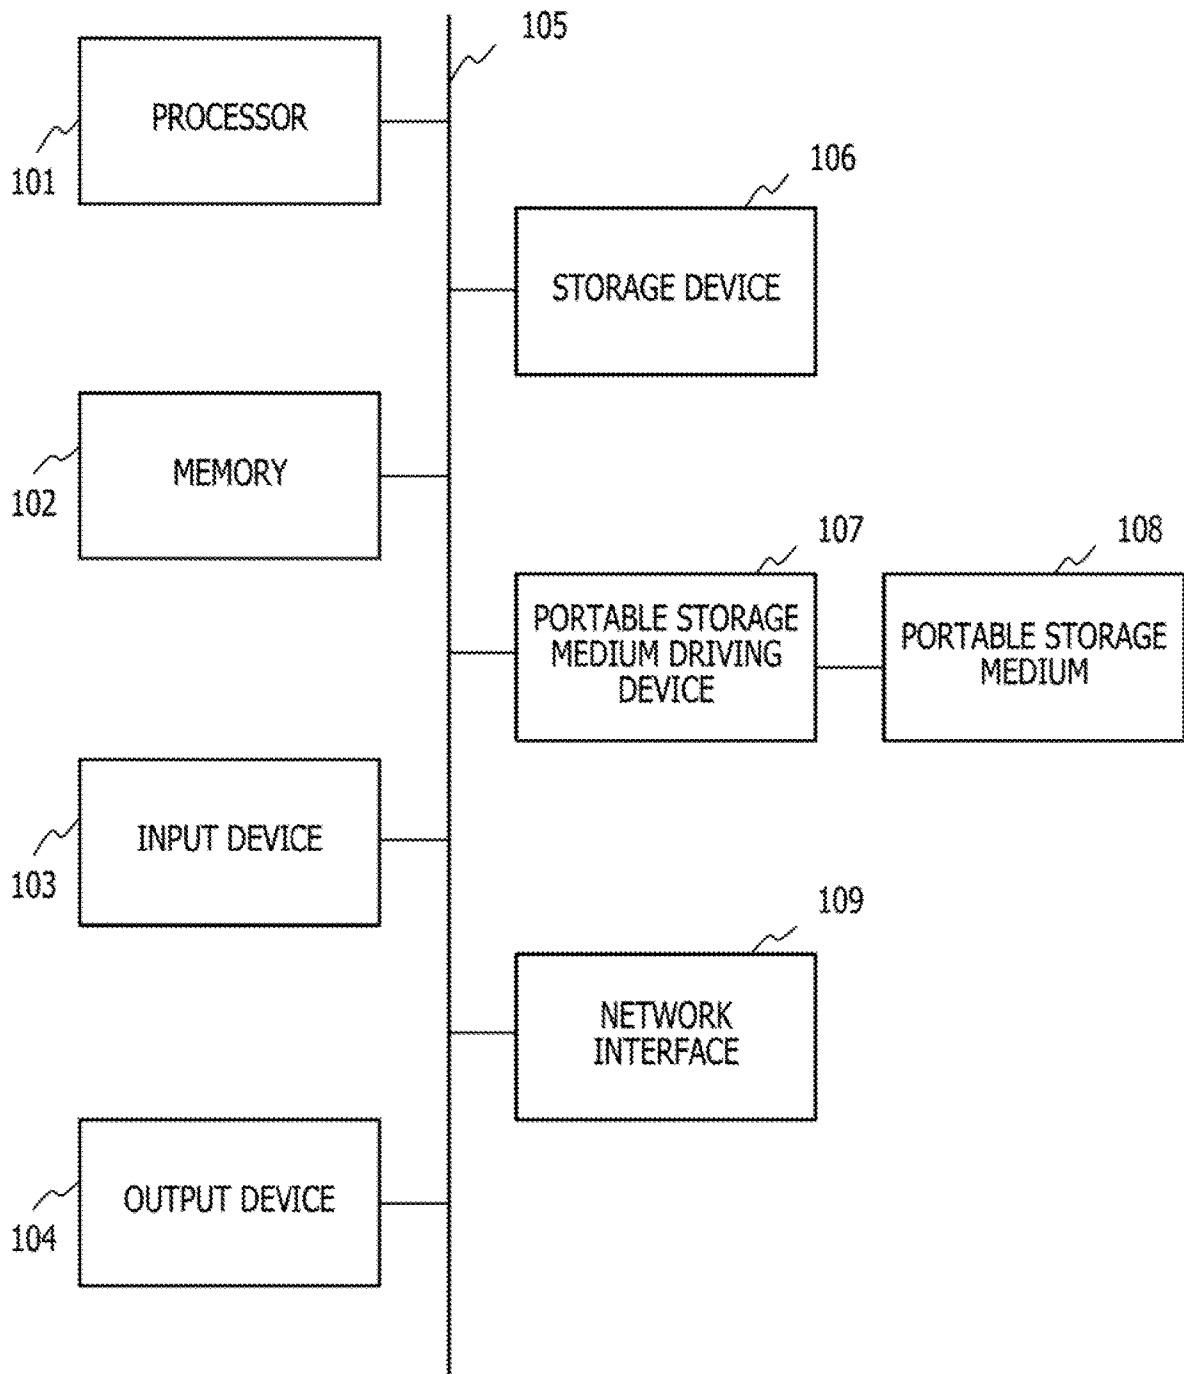 105
PROCESSOR
101
106
STORAGE DEVICE
MEMORY
102
107
108
PORTABLE STORAGE
MEDIUM DRIVING
DEVICE
PORTABLE STORAGE
MEDIUM
INPUT DEVICE
103
109
NETWORK
INTERFACE
OUTPUT DEVICE
104